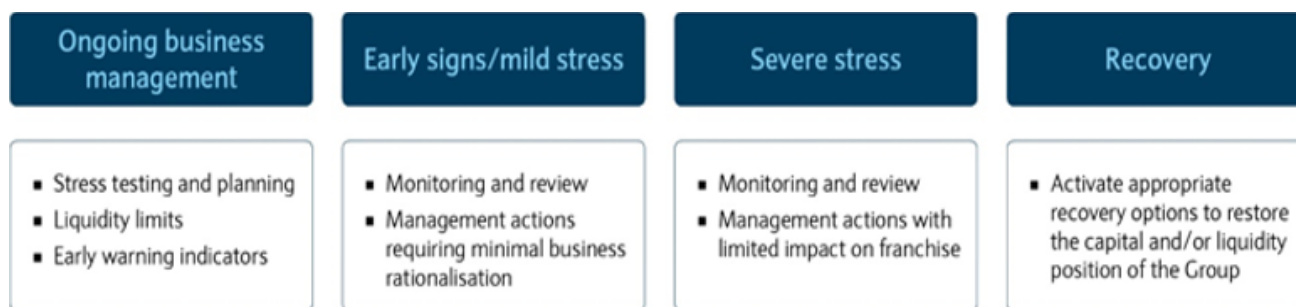 Ongoing business
management
Early signs/mild stress
Severe stress
Recovery
▪ Stress testing and planning
▪ Liquidity limits
▪ Early warning indicators
▪ Monitoring and review
▪ Management actions
requiring minimal business
rationalisation
▪ Monitoring and review
▪ Management actions with
limited impact on franchise
▪ Activate appropriate
recovery options to restore
the capital and/or liquidity
position of the Group